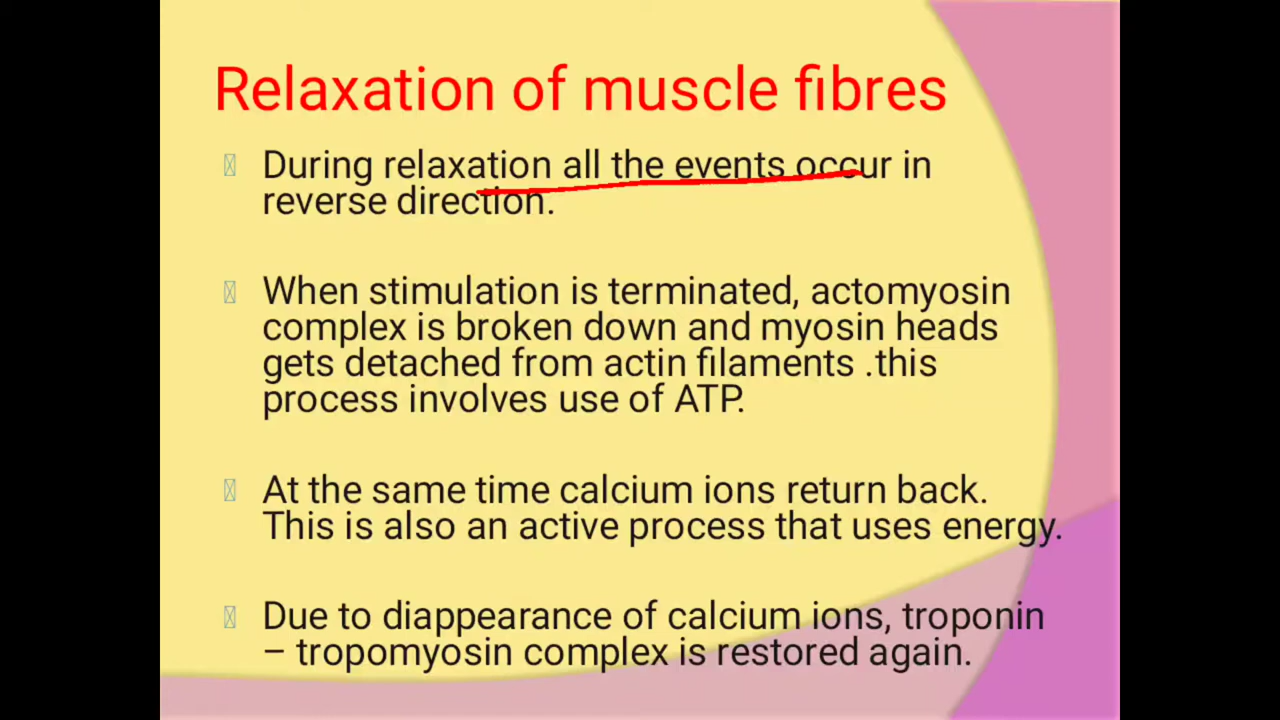 Relaxation of muscle fibres
During relaxation all the events occur in
reverse direction.
When stimulation is terminated, actomyosin
complex is broken down and myosin heads
gets detached from actin filaments .this
process involves use of ATP.
At the same time calcium ions return back.
This is also an active process that uses energy.
Due to diappearance of calcium ions, troponin
– tropomyosin complex is restored again.